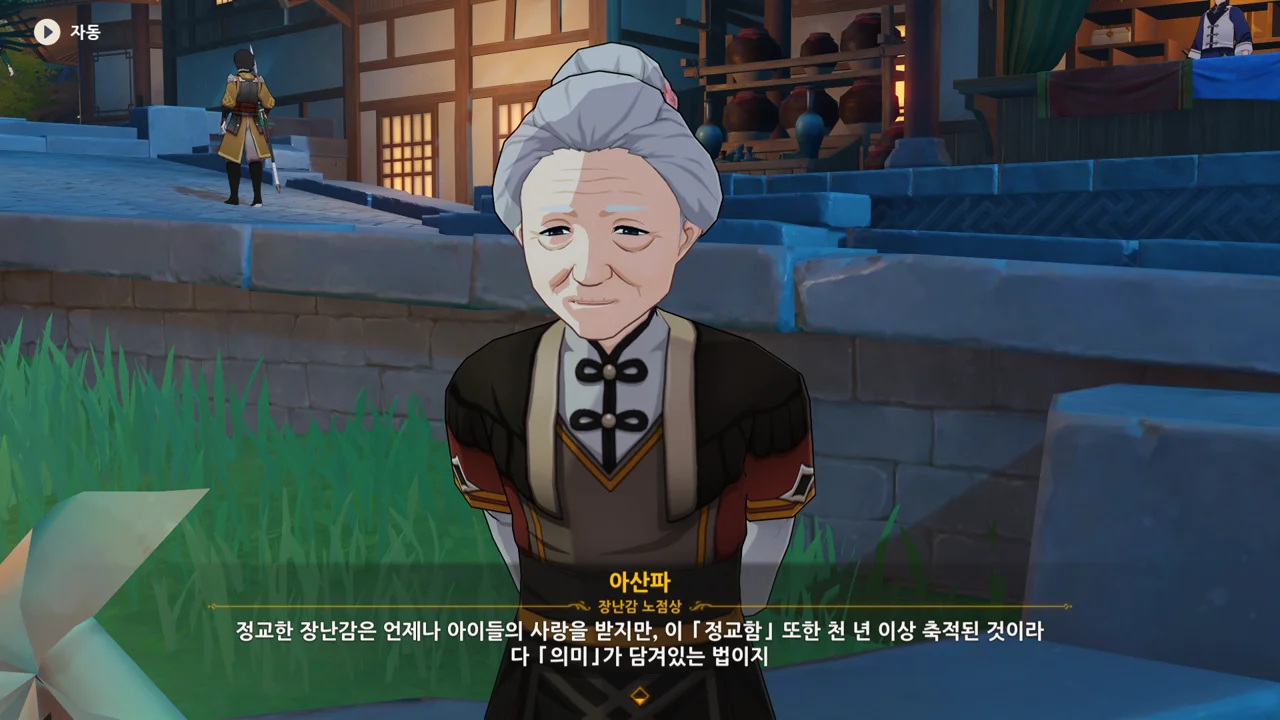 자동
아산파
장난감 노점상
정교한 장난감은 언제나 아이들의 사랑을 받지만, 이 「정교함」 또한 천 년 이상 축적된 것이라
다 「의미」가 담겨있는 법이지